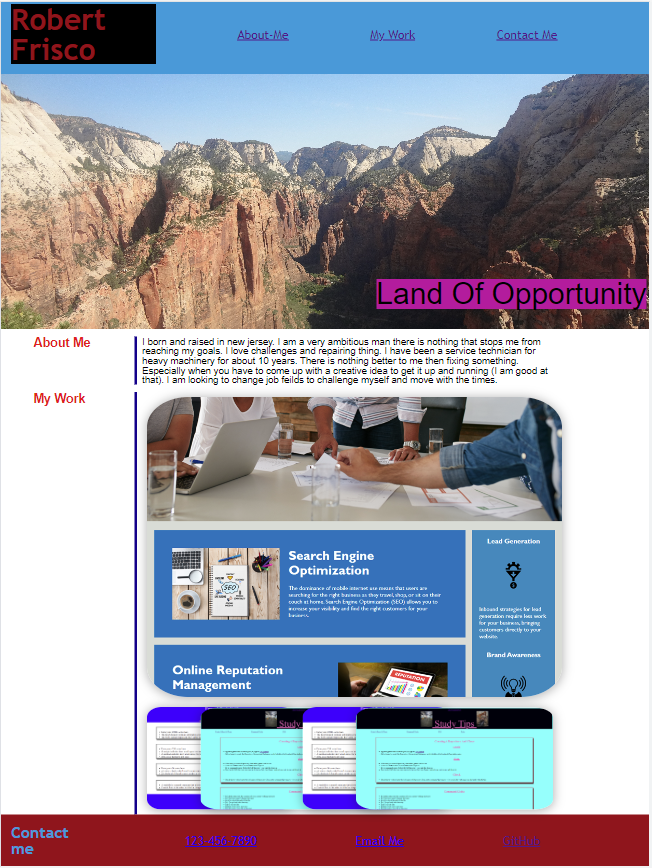 Robert
Frisco
About-Me
My Work
Contact Me
Land Of Opportunity
About Me
I born and raised in new jersey. I am a very ambitious man there is nothing that stops me from
reaching my goals. I love challenges and repairing thing. I have been a service technician for
heavy machinery for about 10 years. There is nothing better to me then fixing something.
Especially when you have to come up with a creative idea to get it up and running (I am good at
that). I am looking to change job feilds to challenge myself and move with the times.
My Work
Search Engine
Optimization
The dominance of mobile internet use means that users are
searching for the right business as they travel, shop, or sit on their
couch at home. Search Engine Optimization (SEO) allows you to
increase your visibility and find the right customers for your
business.
SEO
Lead Generation
Inbound strategies for lead
generation require less work
for your business, bringing
customers directly to your
website.
Brand Awareness
Online Reputation
Management
REPUTATION
Study
Study Tips
Contact
me
123-456-7890
Email Me
GitHub